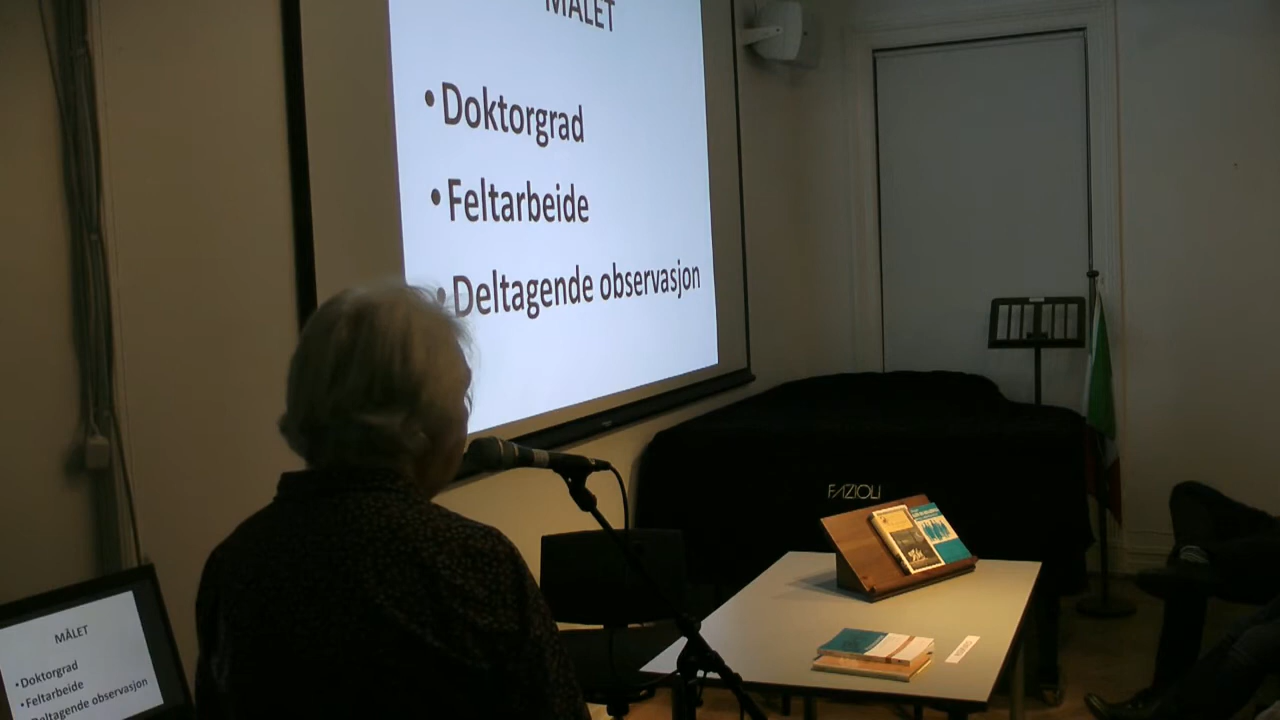 MÅLET
• Doktorgrad
• Feltarbeide
• Deltagende observasjon
FAZIOLI
MÅLET
• Doktorgrad
• Feltarbeide
• Deltagende observasjon